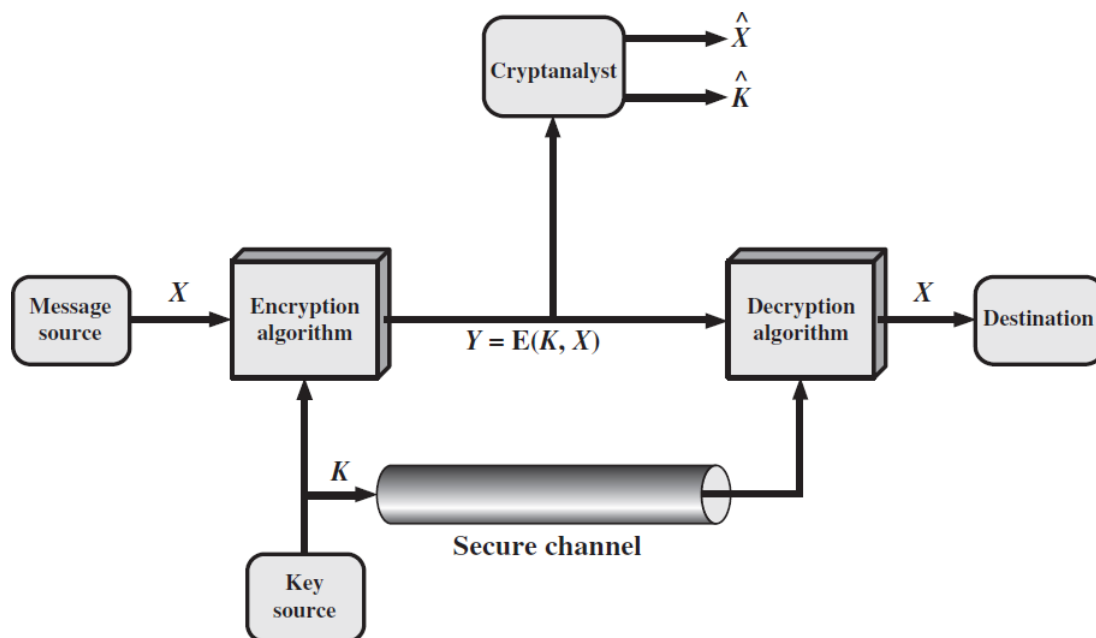 X̂
Cryptanalyst
K̂
Message
source
X
Encryption
algorithm
Y = E(K, X)
Decryption
algorithm
X
Destination
K
Secure channel
Key
source